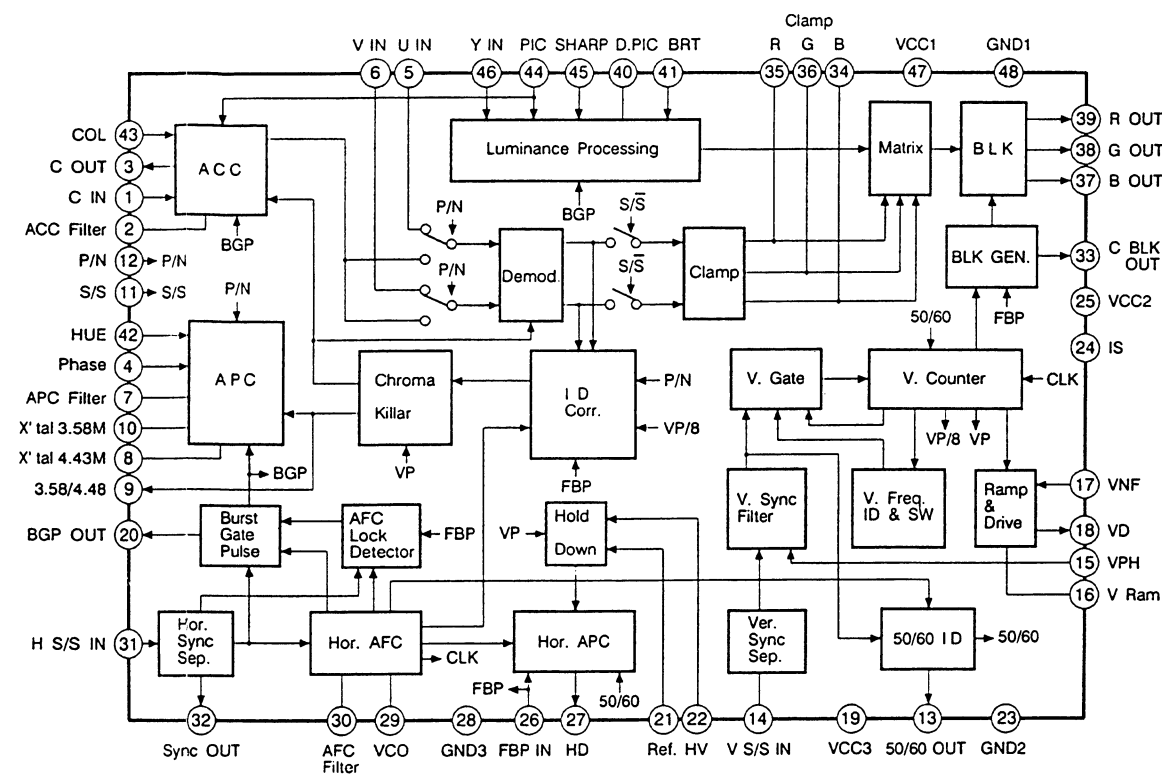 Clamp
V IN U IN Y IN PIC SHARP D.PIC BRT R G B VCC1 GND1
6 5 46 44 45 40 41 35 36 34 47 48
COL 43
C OUT 3
C IN 1
ACC Filter 2
P/N 12 P/N
S/S 11 S/S
HUE 42
Phase 4
APC Filter 7
X' tal 3.58M 10
X' tal 4.43M 8
3.58/4.48 9
BGP OUT 20
H S/S IN 31
ACC
BGP
P/N
APC
BGP
Luminance Processing
BGP
P/N
P/N
Demod.
S/S̅
S/S̅
Clamp
Matrix
BLK
BLK GEN.
FBP
39 R OUT
38 G OUT
37 B OUT
33 C BLK
OUT
25 VCC2
24 IS
Chroma
Killar
VP
I D
Corr.
P/N
VP/8
FBP
V. Gate
50/60
V. Counter
CLK
VP/8 VP
V. Sync
Filter
V. Freq.
ID & SW
Ramp
&
Drive
17 VNF
18 VD
15 VPH
16 V Ram
Burst
Gate
Pulse
AFC
Lock
Detector
FBP
VP
Hold
Down
Hor.
Sync
Sep.
Hor. AFC
CLK
Hor. APC
FBP
50/60
Ver.
Sync
Sep.
50/60 I D
50/60
32 30 29 28 26 27 21 22 14 19 13 23
Sync OUT AFC
Filter VCO GND3 FBP IN HD Ref. HV V S/S IN VCC3 50/60 OUT GND2